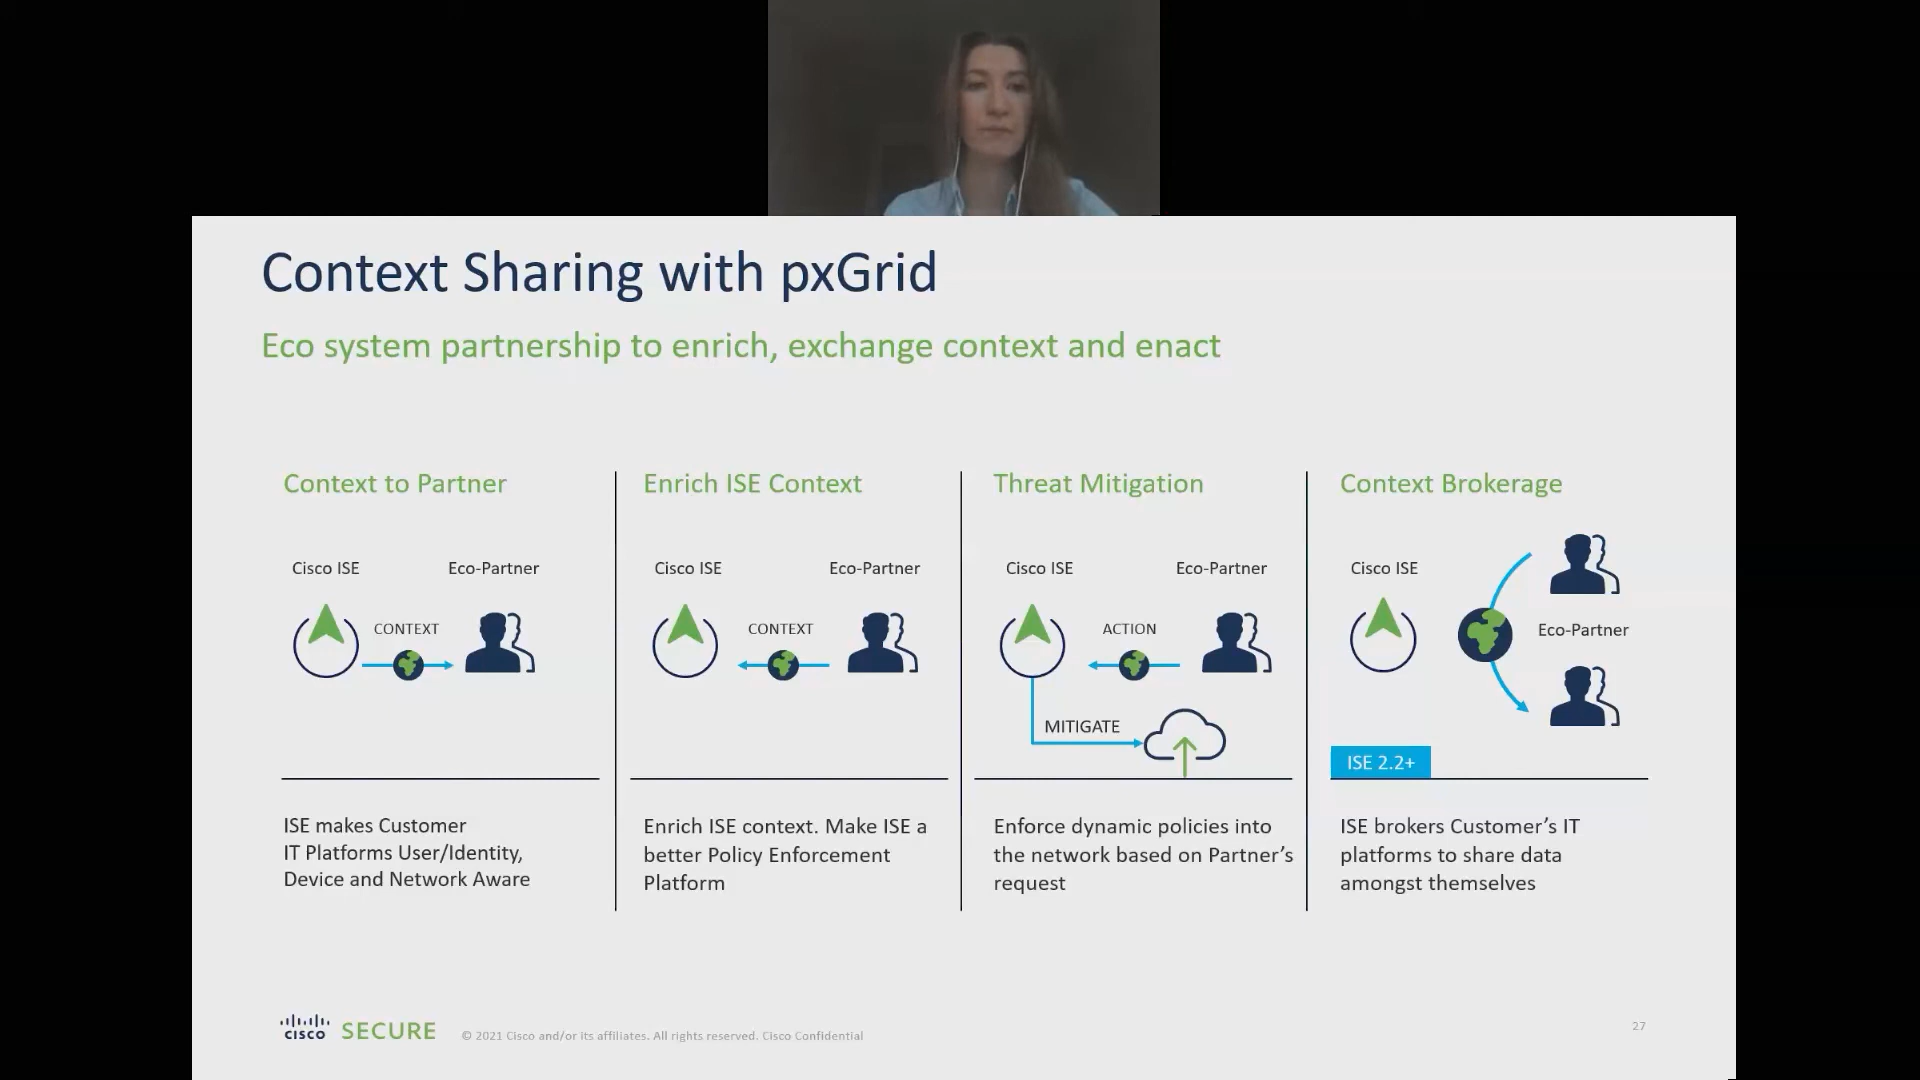 Context Sharing with pxGrid
Eco system partnership to enrich, exchange context and enact
Context to Partner
Cisco ISE
Eco-Partner
CONTEXT
ISE makes Customer
IT Platforms User/Identity,
Device and Network Aware
Enrich ISE Context
Cisco ISE
Eco-Partner
CONTEXT
Enrich ISE context. Make ISE a
better Policy Enforcement
Platform
Threat Mitigation
Cisco ISE
Eco-Partner
ACTION
MITIGATE
Enforce dynamic policies into
the network based on Partner’s
request
Context Brokerage
Cisco ISE
Eco-Partner
ISE 2.2+
ISE brokers Customer’s IT
platforms to share data
amongst themselves
CISCO SECURE
© 2021 Cisco and/or its affiliates. All rights reserved. Cisco Confidential
27